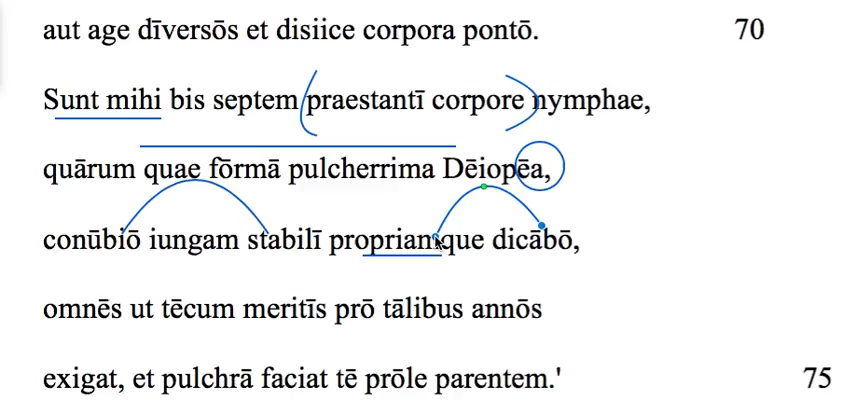 aut age dīversōs et disiice corpora pontō. 70
Sunt mihi bis septem praestantī corpore nymphae,
quārum quae fōrmā pulcherrima Dēiopēa,
conūbiō iungam stabilī propriamque dicābō,
omnēs ut tēcum meritīs prō tālibus annōs
exigat, et pulchrā faciat tē prōle parentem.' 75